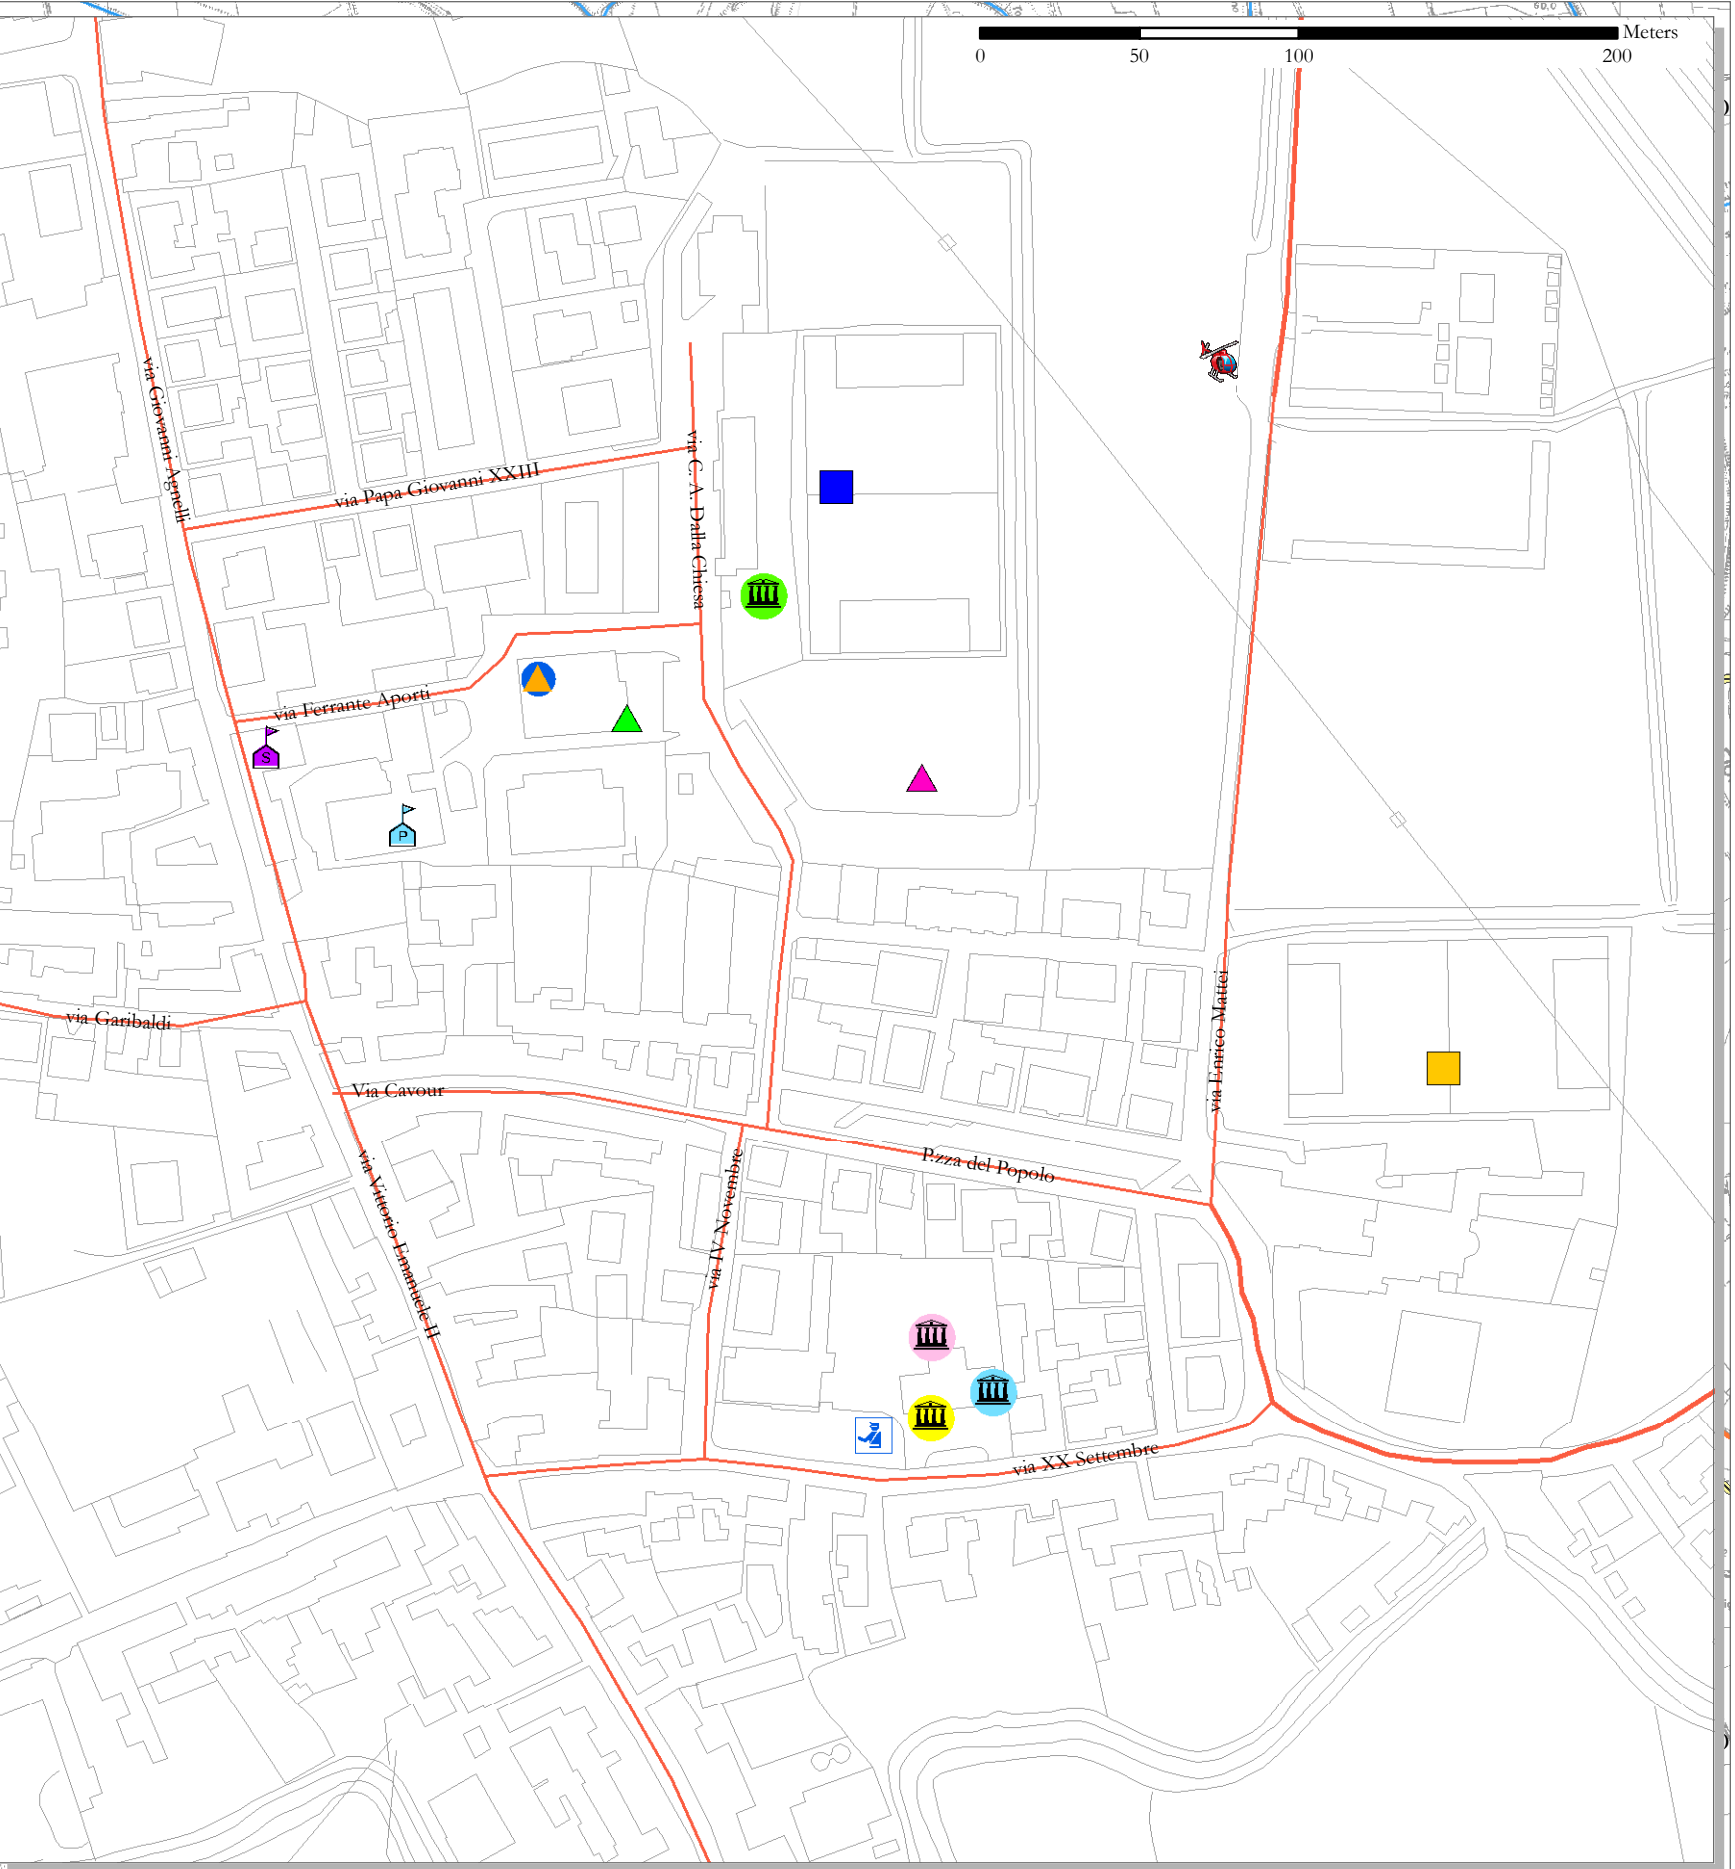 Meters
0 50 100 200
via Giovanni Agnelli
via Papa Giovanni XXIII
via C. A. Dalla Chiesa
via Ferrante Aporti
S
P
via Garibaldi
Via Cavour
via Enrico Mattei
P.zza del Popolo
via IV Novembre
via Vittorio Emanuele II
via XX Settembre